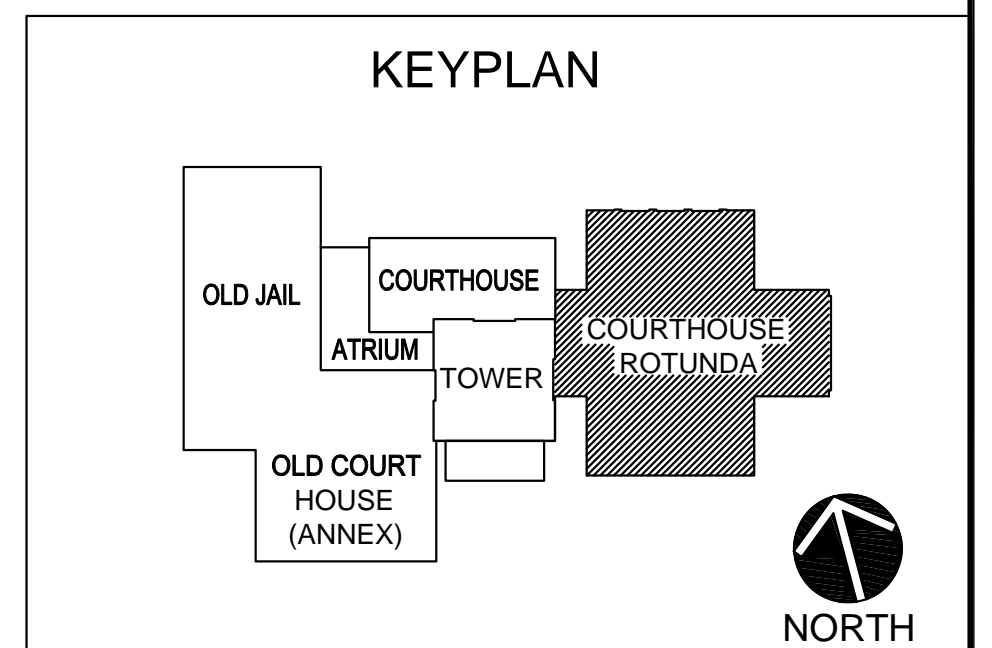 KEYPLAN
OLD JAIL
COURTHOUSE
ATRIUM
TOWER
COURTHOUSE
ROTUNDA
OLD COURT
HOUSE
(ANNEX)
NORTH